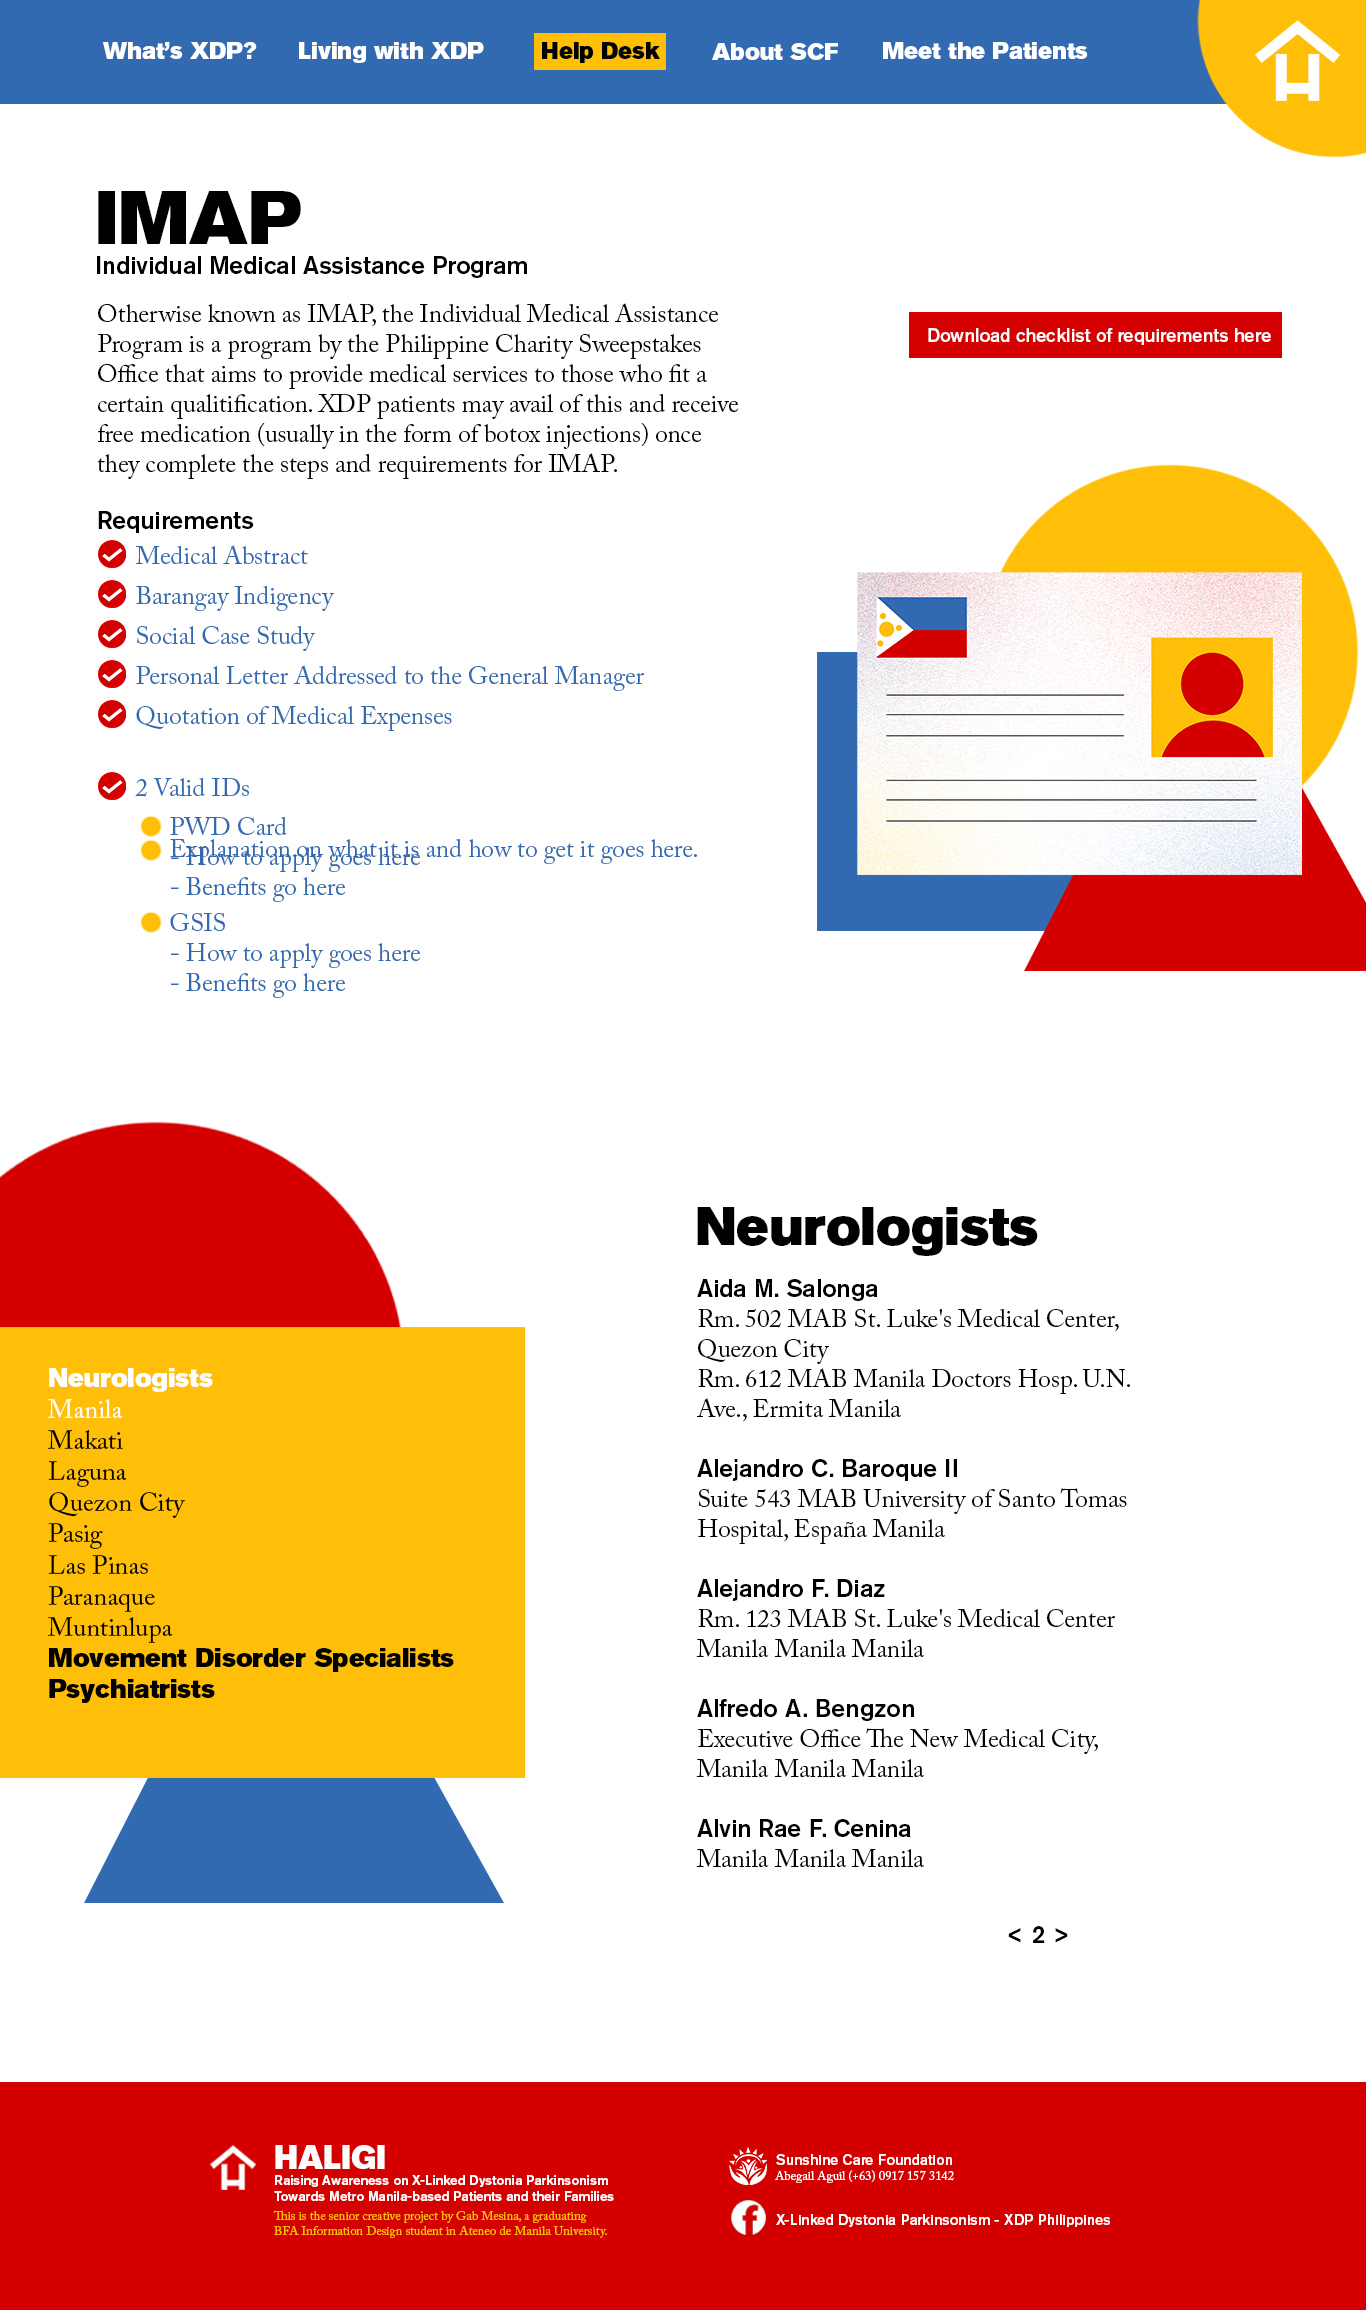 What's XDP?
Living with XDP
Help Desk
About SCF
Meet the Patients
IMAP
Individual Medical Assistance Program
Otherwise known as IMAP, the Individual Medical Assistance
Program is a program by the Philippine Charity Sweepstakes
Office that aims to provide medical services to those who fit a
certain qualitification. XDP patients may avail of this and receive
free medication (usually in the form of botox injections) once
they complete the steps and requirements for IMAP.
Download checklist of requirements here
Requirements
Medical Abstract
Barangay Indigency
Social Case Study
Personal Letter Addressed to the General Manager
Quotation of Medical Expenses
2 Valid IDs
PWD Card
Explanation on what it is and how to get it goes here.
- How to apply goes here
- Benefits go here
GSIS
- How to apply goes here
- Benefits go here
Neurologists
Manila
Makati
Laguna
Quezon City
Pasig
Las Pinas
Paranaque
Muntinlupa
Movement Disorder Specialists
Psychiatrists
Neurologists
Aida M. Salonga
Rm. 502 MAB St. Luke's Medical Center,
Quezon City
Rm. 612 MAB Manila Doctors Hosp. U.N.
Ave., Ermita Manila
Alejandro C. Baroque II
Suite 543 MAB University of Santo Tomas
Hospital, España Manila
Alejandro F. Diaz
Rm. 123 MAB St. Luke's Medical Center
Manila Manila Manila
Alfredo A. Bengzon
Executive Office The New Medical City,
Manila Manila Manila
Alvin Rae F. Cenina
Manila Manila Manila
< 2 >
HALIGI
Raising Awareness on X-Linked Dystonia Parkinsonism
Towards Metro Manila-based Patients and their Families
This is the senior creative project by Gab Mesina, a graduating
BFA Information Design student in Ateneo de Manila University.
Sunshine Care Foundation
Abegail Aguil (+63) 0917 157 3142
X-Linked Dystonia Parkinsonism - XDP Philippines